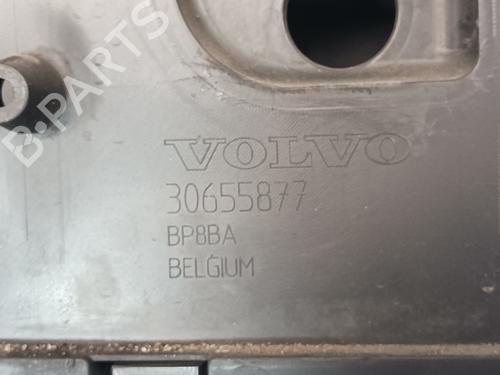 B·PARTS
VOLVO
30655877
BP8BA
BELGIUM